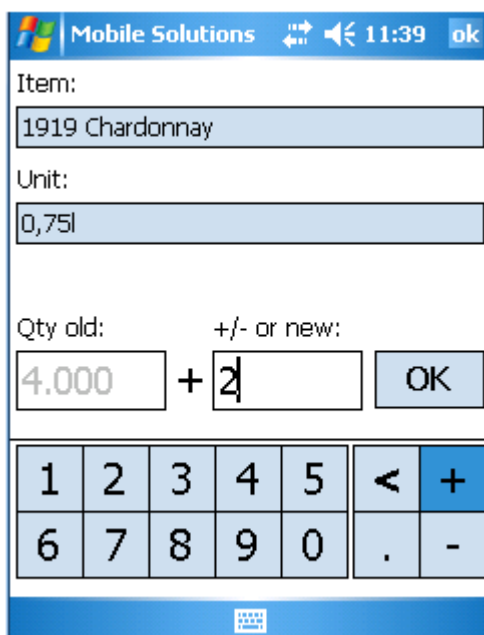 Mobile Solutions 11:39 ok
Item:
1919 Chardonnay
Unit:
0,75l
Qty old: +/- or new:
4.000 + 2 OK
1 2 3 4 5 < +
6 7 8 9 0 . -